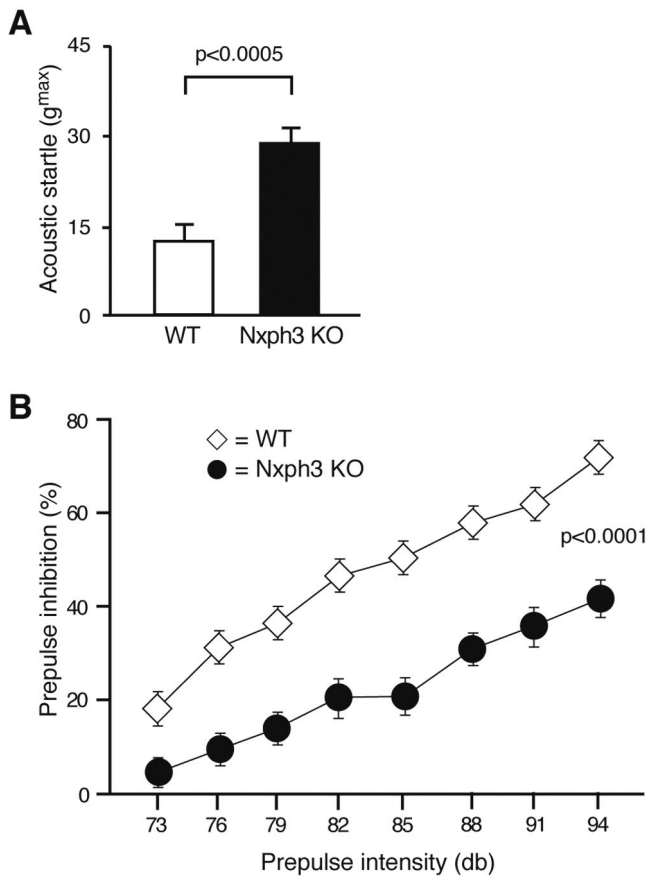 A
p<0.0005
Acoustic startle (gmax)
45
30
15
0
WT
Nxph3 KO
B
= WT
= Nxph3 KO
p<0.0001
Prepulse inhibition (%)
80
60
40
20
0
73 76 79 82 85 88 91 94
Prepulse intensity (db)